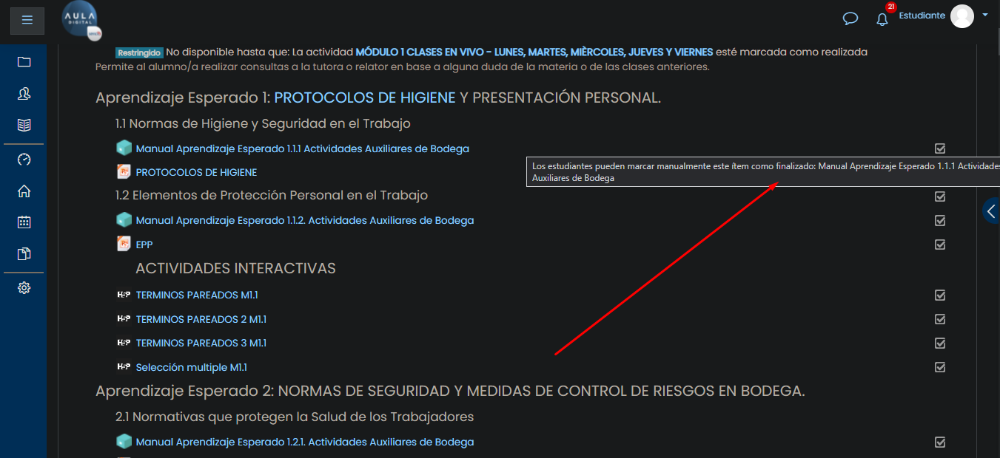 AULA
DIGITAL
21
Estudiante
Restringido No disponible hasta que: La actividad MÓDULO 1 CLASES EN VIVO - LUNES, MARTES, MIÈRCOLES, JUEVES Y VIERNES esté marcada como realizada
Permite al alumno/a realizar consultas a la tutora o relator en base a alguna duda de la materia o de las clases anteriores.
Aprendizaje Esperado 1: PROTOCOLOS DE HIGIENE Y PRESENTACIÓN PERSONAL.
1.1 Normas de Higiene y Seguridad en el Trabajo
Manual Aprendizaje Esperado 1.1.1 Actividades Auxiliares de Bodega
Los estudiantes pueden marcar manualmente este ítem como finalizado: Manual Aprendizaje Esperado 1.1.1 Actividades
Auxiliares de Bodega
PROTOCOLOS DE HIGIENE
1.2 Elementos de Protección Personal en el Trabajo
Manual Aprendizaje Esperado 1.1.2. Actividades Auxiliares de Bodega
EPP
ACTIVIDADES INTERACTIVAS
H5P TERMINOS PAREADOS M1.1
H5P TERMINOS PAREADOS 2 M1.1
H5P TERMINOS PAREADOS 3 M1.1
H5P Selección multiple M1.1
Aprendizaje Esperado 2: NORMAS DE SEGURIDAD Y MEDIDAS DE CONTROL DE RIESGOS EN BODEGA.
2.1 Normativas que protegen la Salud de los Trabajadores
Manual Aprendizaje Esperado 1.2.1. Actividades Auxiliares de Bodega